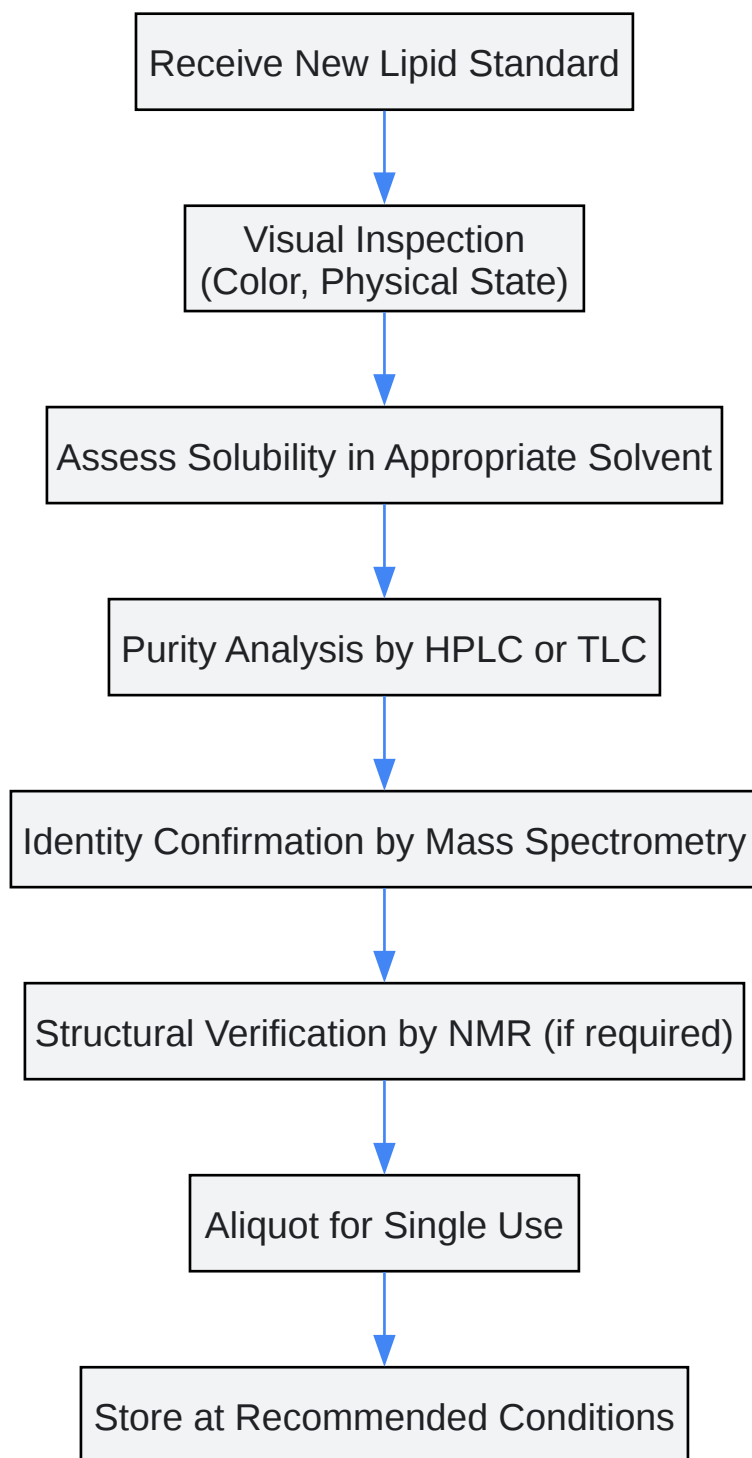 Receive New Lipid Standard
Visual Inspection
(Color, Physical State)
Assess Solubility in Appropriate Solvent
Purity Analysis by HPLC or TLC
Identity Confirmation by Mass Spectrometry
Structural Verification by NMR (if required)
Aliquot for Single Use
Store at Recommended Conditions